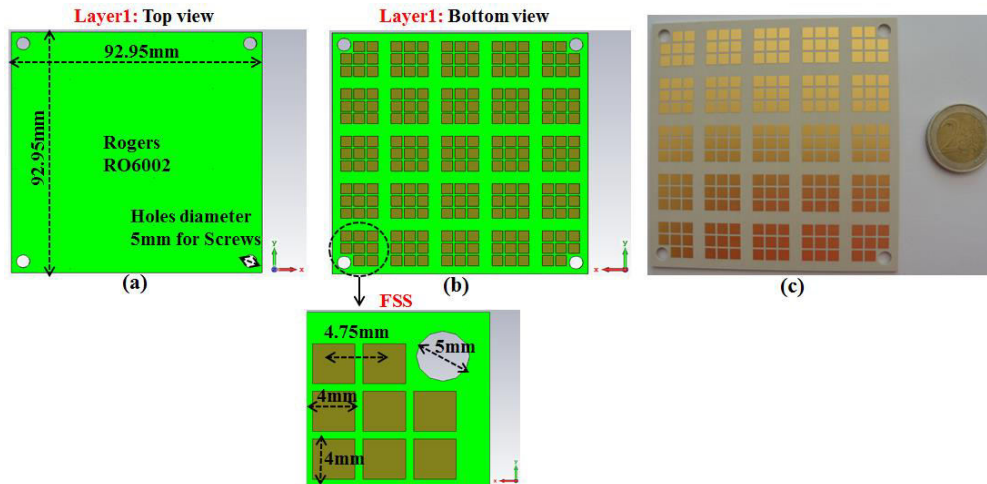 Layer1: Top view
Layer1: Bottom view
92.95mm
92.95mm
Rogers
RO6002
Holes diameter
5mm for Screws
y
x
y
x
(a)
(b)
(c)
FSS
4.75mm
5mm
4mm
4mm
y
x